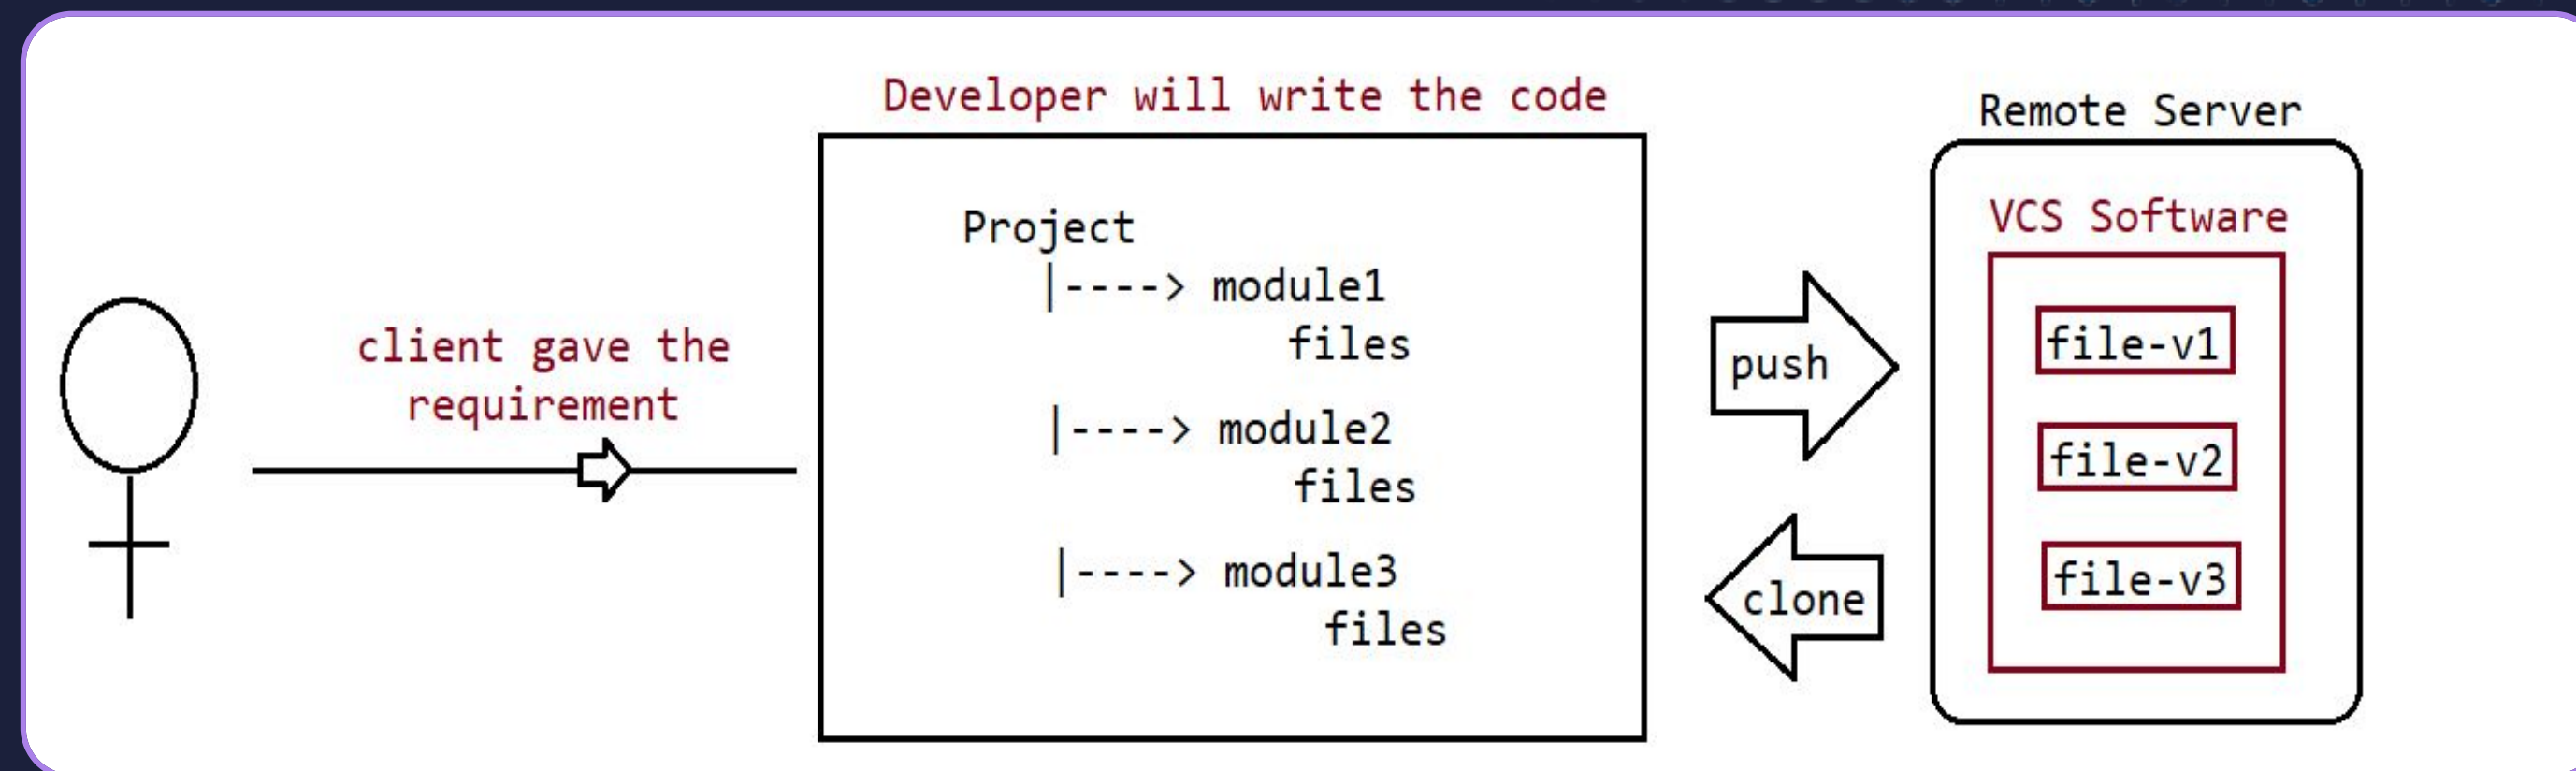 client gave the
requirement
Developer will write the code
Project
|----> module1
files
|----> module2
files
|----> module3
files
push
clone
Remote Server
VCS Software
file-v1
file-v2
file-v3